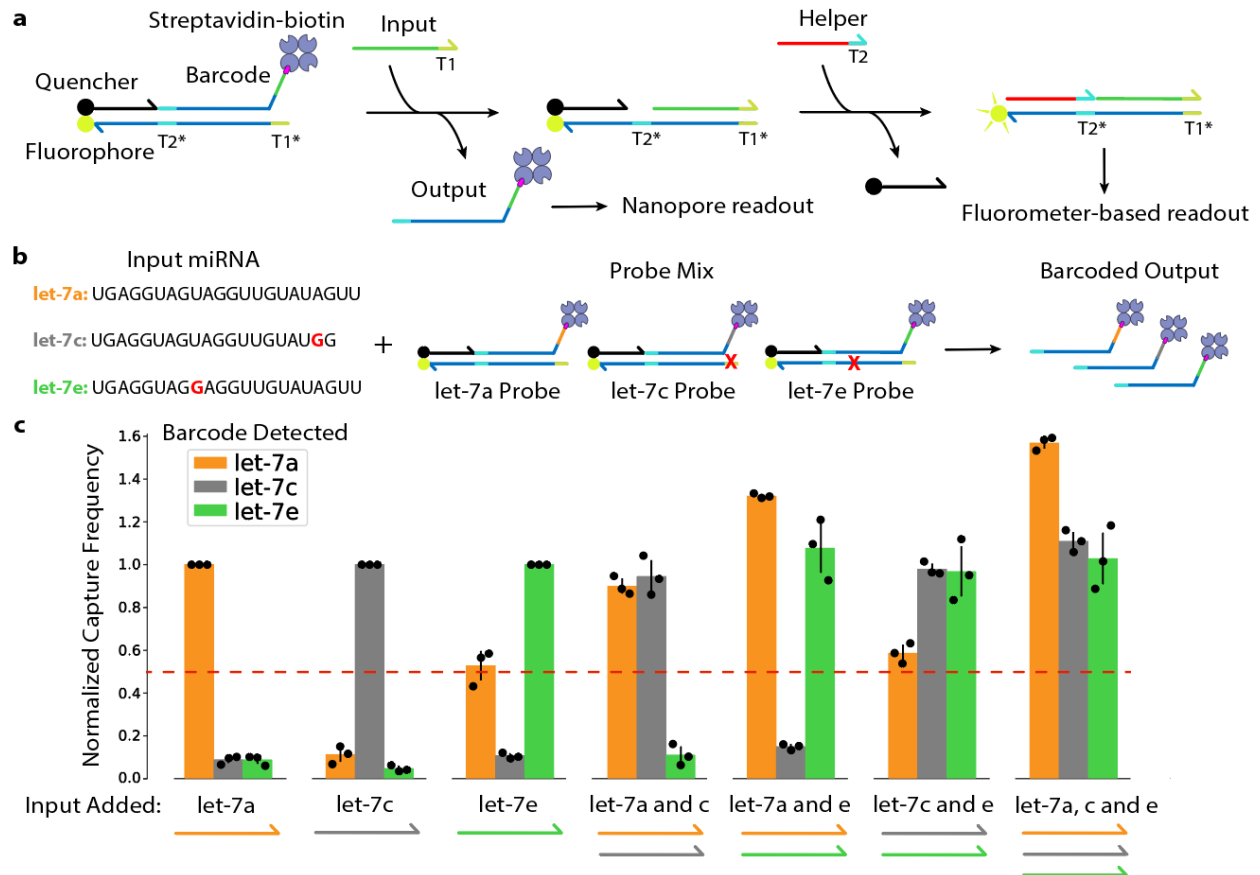 a
Streptavidin-biotin
Input
Helper
T1
T2
Quencher
Barcode
Fluorophore
T2*
T1*
T2*
T1*
T2*
T1*
Output
Nanopore readout
Fluorometer-based readout
b
Input miRNA
Probe Mix
Barcoded Output
let-7a: UGAGGUAGUAGGUUGUAUAGUU
let-7c: UGAGGUAGUAGGUUGUAUGG
let-7e: UGAGGUAGGAGGUUGUAUAGUU
+
X
X
let-7a Probe
let-7c Probe
let-7e Probe
c
Barcode Detected
let-7a
let-7c
let-7e
Normalized Capture Frequency
1.6
1.4
1.2
1.0
0.8
0.6
0.4
0.2
0.0
Input Added:
let-7a
let-7c
let-7e
let-7a and c
let-7a and e
let-7c and e
let-7a, c and e